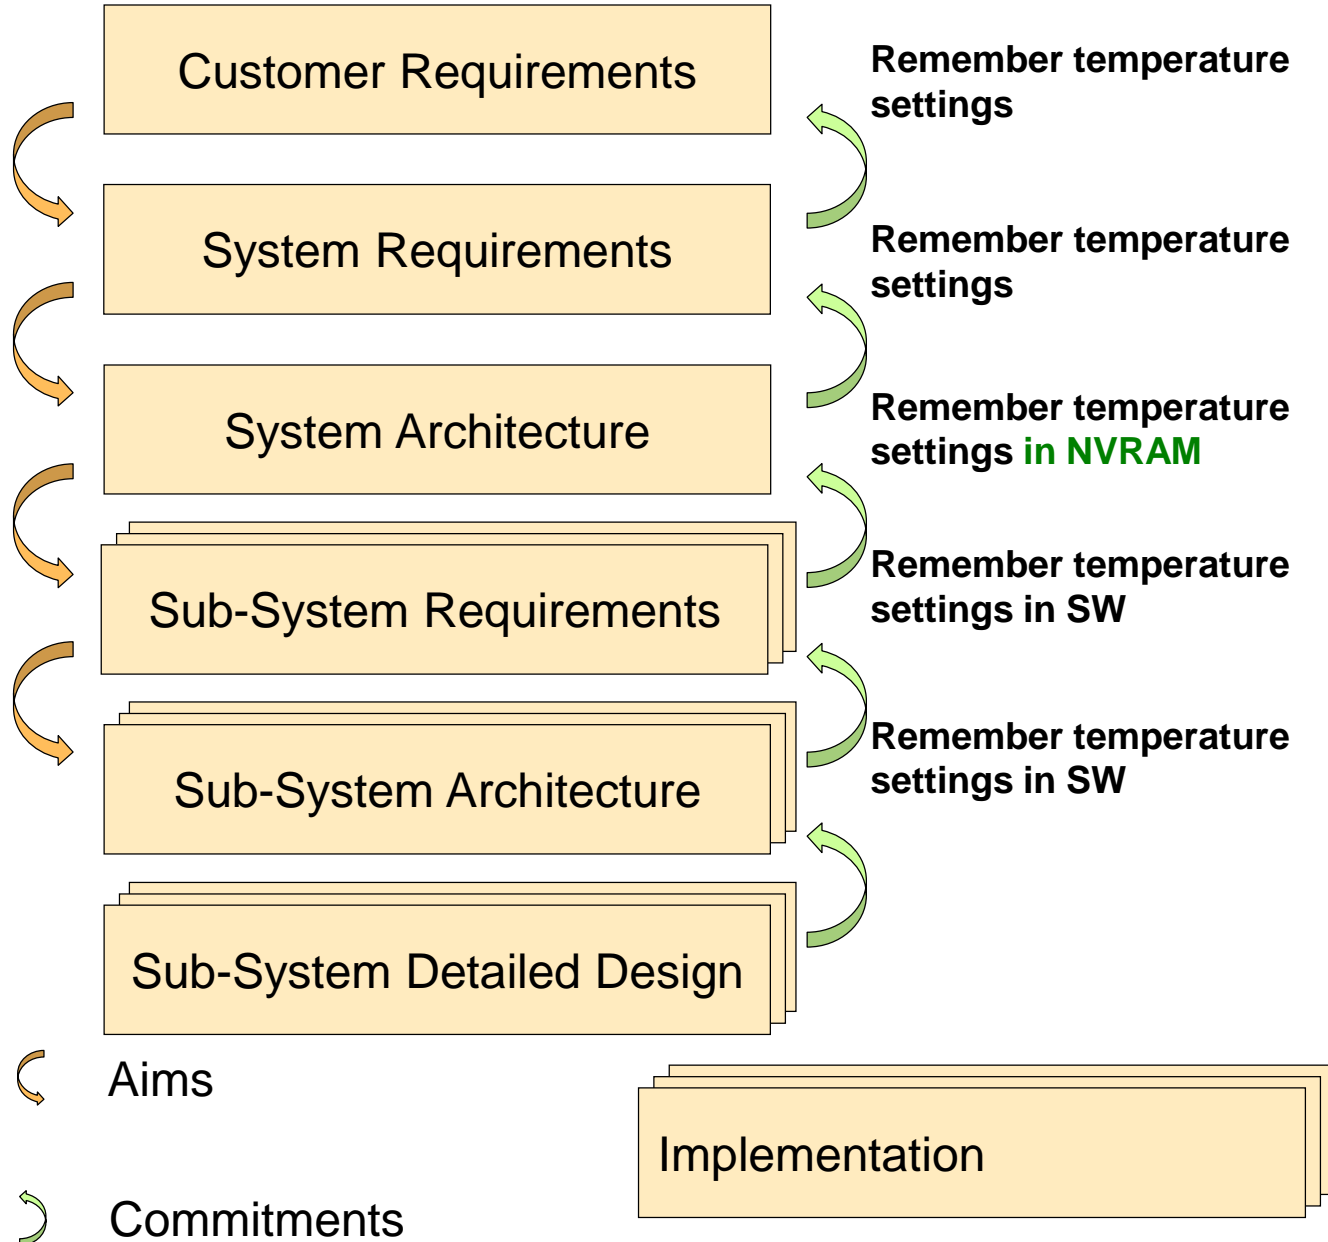 Customer Requirements
Remember temperature
settings
System Requirements
Remember temperature
settings
System Architecture
Remember temperature
settings in NVRAM
Sub-System Requirements
Remember temperature
settings in SW
Sub-System Architecture
Remember temperature
settings in SW
Sub-System Detailed Design
Aims
Implementation
Commitments